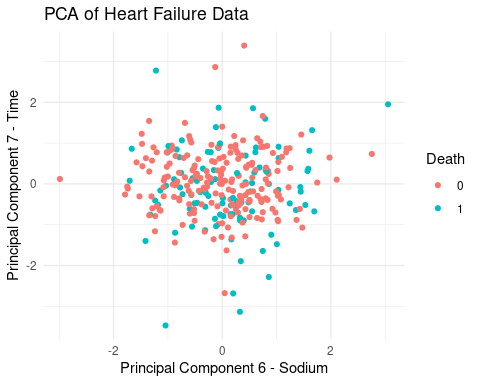 PCA of Heart Failure Data
Principal Component 7 - Time
2
0
-2
-2
0
2
Principal Component 6 - Sodium
Death
0
1